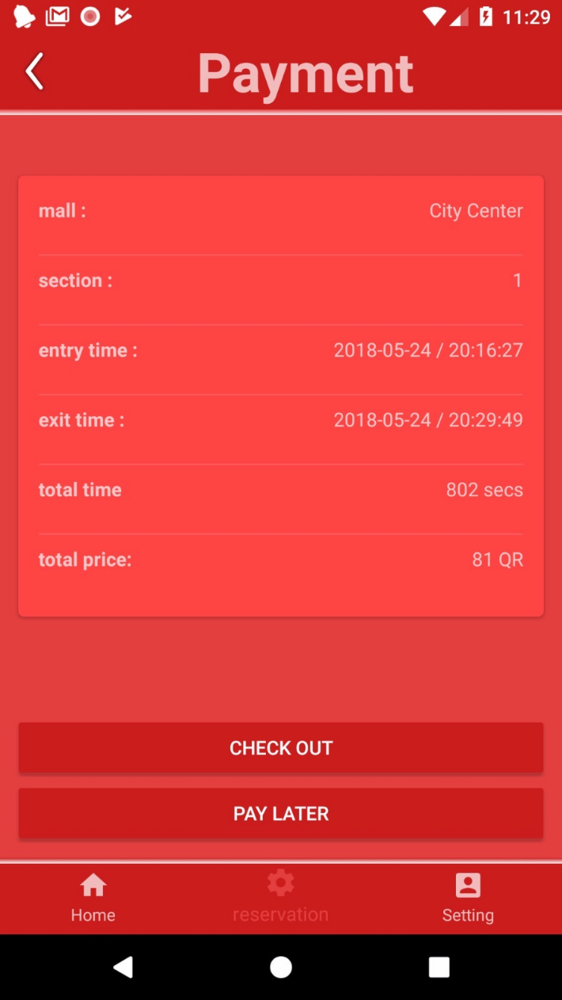 11:29
Payment
mall : City Center
section : 1
entry time : 2018-05-24 / 20:16:27
exit time : 2018-05-24 / 20:29:49
total time 802 secs
total price: 81 QR
CHECK OUT
PAY LATER
Home reservation Setting